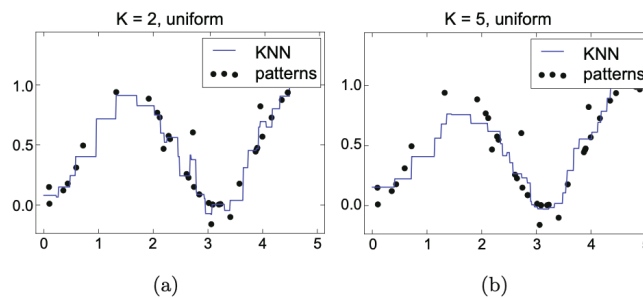 K = 2, uniform
KNN
patterns
1.0
0.5
0.0
0 1 2 3 4 5
(a)
K = 5, uniform
KNN
patterns
1.0
0.5
0.0
0 1 2 3 4 5
(b)